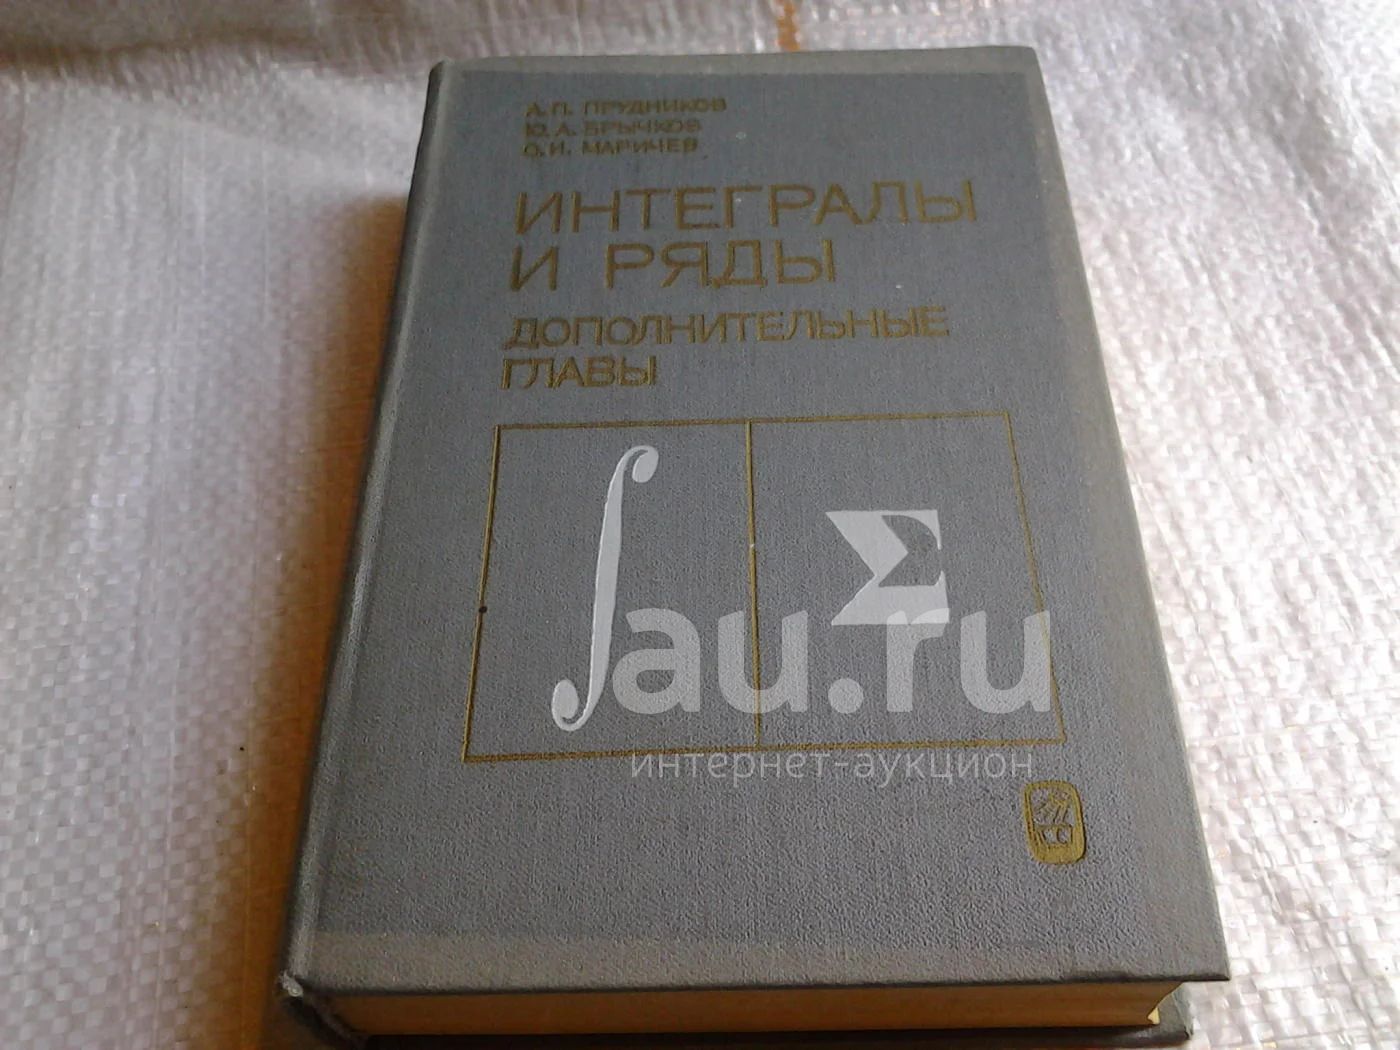 А.П. ПРУДНИКОВ
Ю.А. БРЫЧКОВ
О.И. МАРИЧЕВ
ИНТЕГРАЛЫ
И РЯДЫ
ДОПОЛНИТЕЛЬНЫЕ
ГЛАВЫ
∫ Σ
au.ru
интернет-аукцион